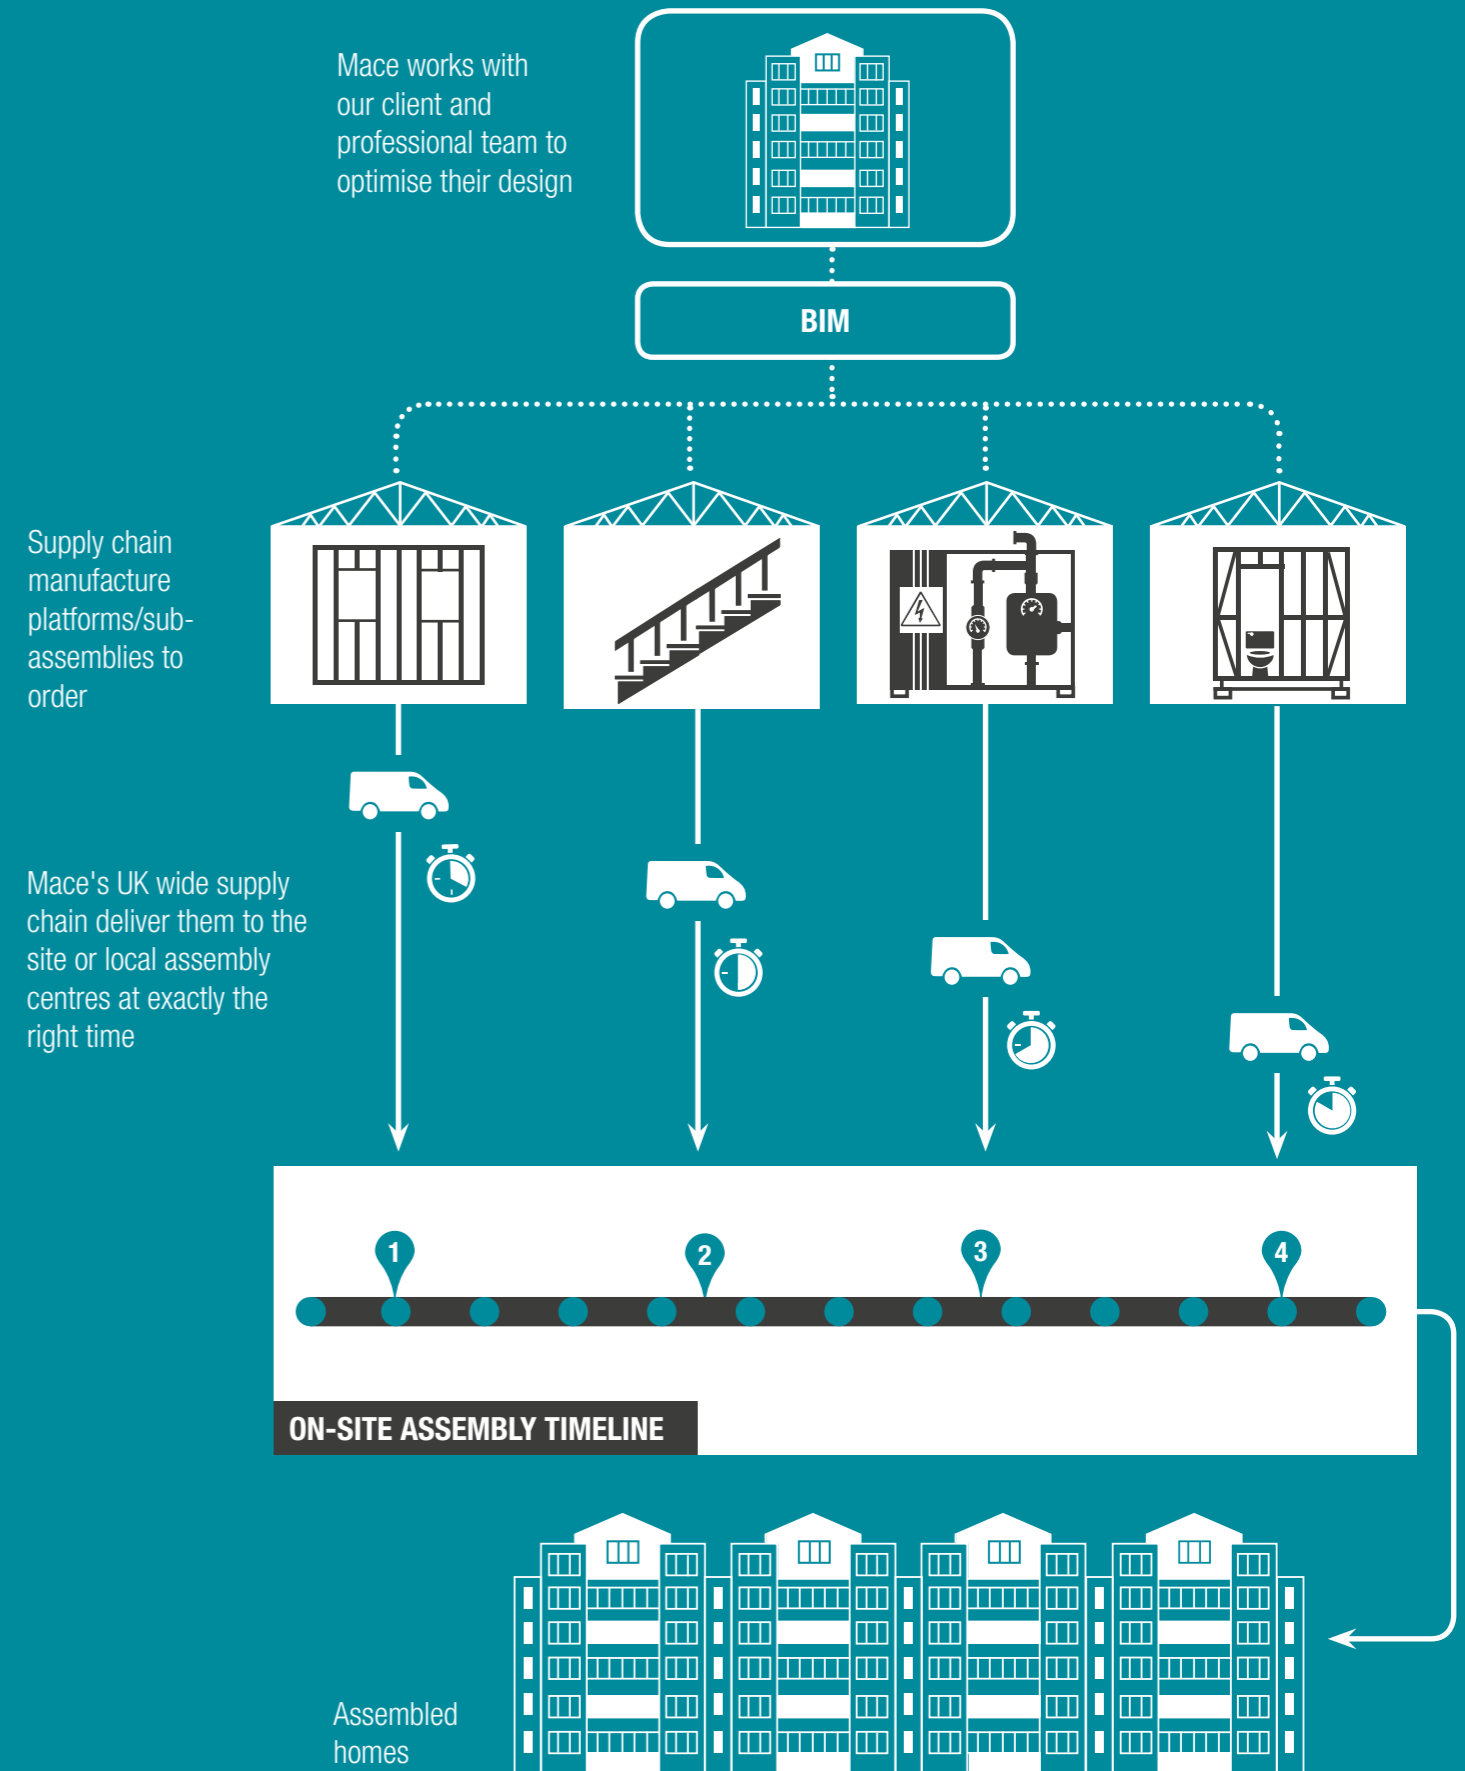 Mace works with
our client and
professional team to
optimise their design
BIM
Supply chain
manufacture
platforms/sub-
assemblies to
order
Mace's UK wide supply
chain deliver them to the
site or local assembly
centres at exactly the
right time
1
2
3
4
ON-SITE ASSEMBLY TIMELINE
Assembled
homes